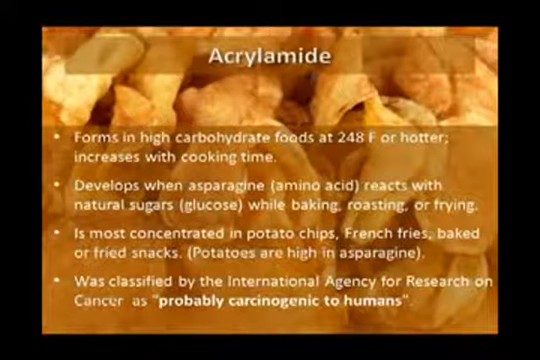 Acrylamide
• Forms in high carbohydrate foods at 248 F or hotter;
increases with cooking time.
• Develops when asparagine (amino acid) reacts with
natural sugars (glucose) while baking, roasting, or frying.
• Is most concentrated in potato chips, French fries, baked
or fried snacks. (Potatoes are high in asparagine).
• Was classified by the International Agency for Research on
Cancer as "probably carcinogenic to humans".